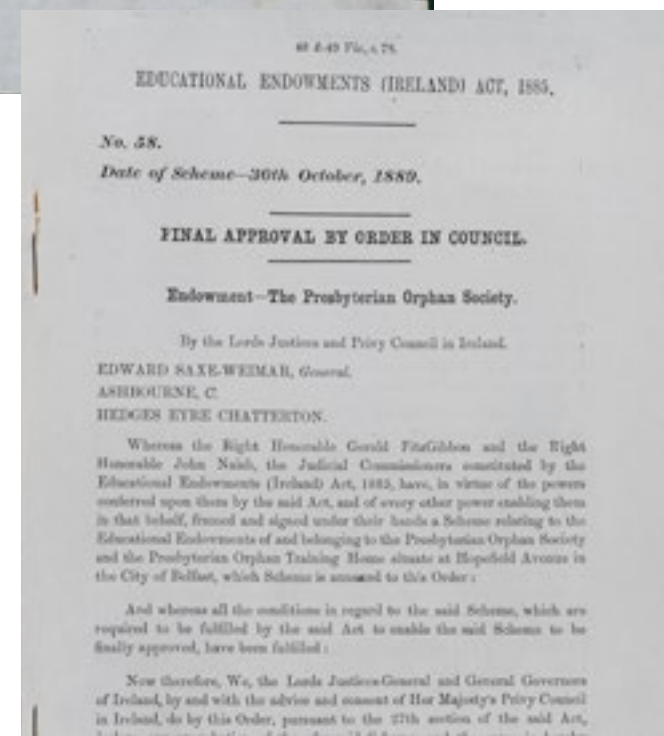 48 & 49 Vic., c. 78.
EDUCATIONAL ENDOWMENTS (IRELAND) ACT, 1885.
No. 58.
Date of Scheme—30th October, 1889.
FINAL APPROVAL BY ORDER IN COUNCIL.
Endowment—The Presbyterian Orphan Society.
By the Lords Justices and Privy Council in Ireland.
EDWARD SAXE-WEIMAR, General.
ASHBOURNE, C.
HEDGES EYRE CHATTERTON.
Whereas the Right Honorable Gerald FitzGibbon and the Right
Honorable John Naish, the Judicial Commissioners constituted by the
Educational Endowments (Ireland) Act, 1885, have, in virtue of the powers
conferred upon them by the said Act, and of every other power enabling them
in that behalf, framed and signed under their hands a Scheme relating to the
Educational Endowments of and belonging to the Presbyterian Orphan Society
and the Presbyterian Orphan Training Home situate at Hopefield Avenue in
the City of Belfast, which Scheme is annexed to this Order:
And whereas all the conditions in regard to the said Scheme, which are
required to be fulfilled by the said Act to enable the said Scheme to be
finally approved, have been fulfilled:
Now therefore, We, the Lords Justices-General and General Governors
of Ireland, by and with the advice and consent of Her Majesty's Privy Council
in Ireland, do by this Order, pursuant to the 27th section of the said Act,